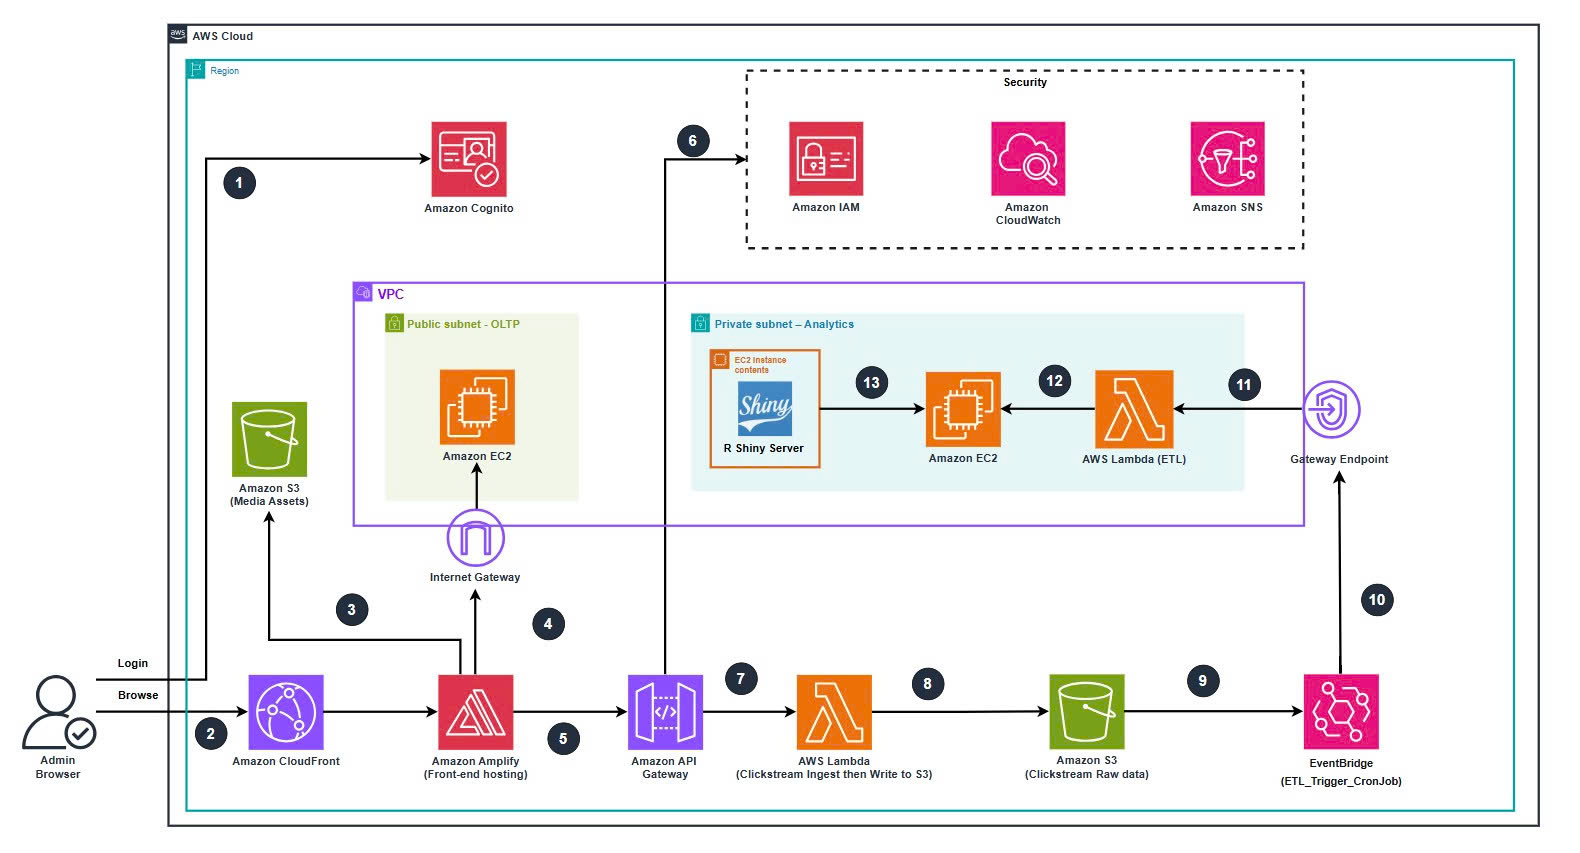 aws
AWS Cloud
Region
Security
6
1
Amazon Cognito
Amazon IAM
Amazon
CloudWatch
Amazon SNS
VPC
Public subnet - OLTP
Private subnet – Analytics
EC2 instance
contents
Shiny
R Shiny Server
13
12
11
Amazon EC2
Amazon EC2
AWS Lambda (ETL)
Gateway Endpoint
Amazon S3
(Media Assets)
Internet Gateway
3
4
10
Login
Browse
2
5
7
8
9
Admin
Browser
Amazon CloudFront
Amazon Amplify
(Front-end hosting)
</>
Amazon API
Gateway
AWS Lambda
(Clickstream Ingest then Write to S3)
Amazon S3
(Clickstream Raw data)
EventBridge
(ETL_Trigger_CronJob)